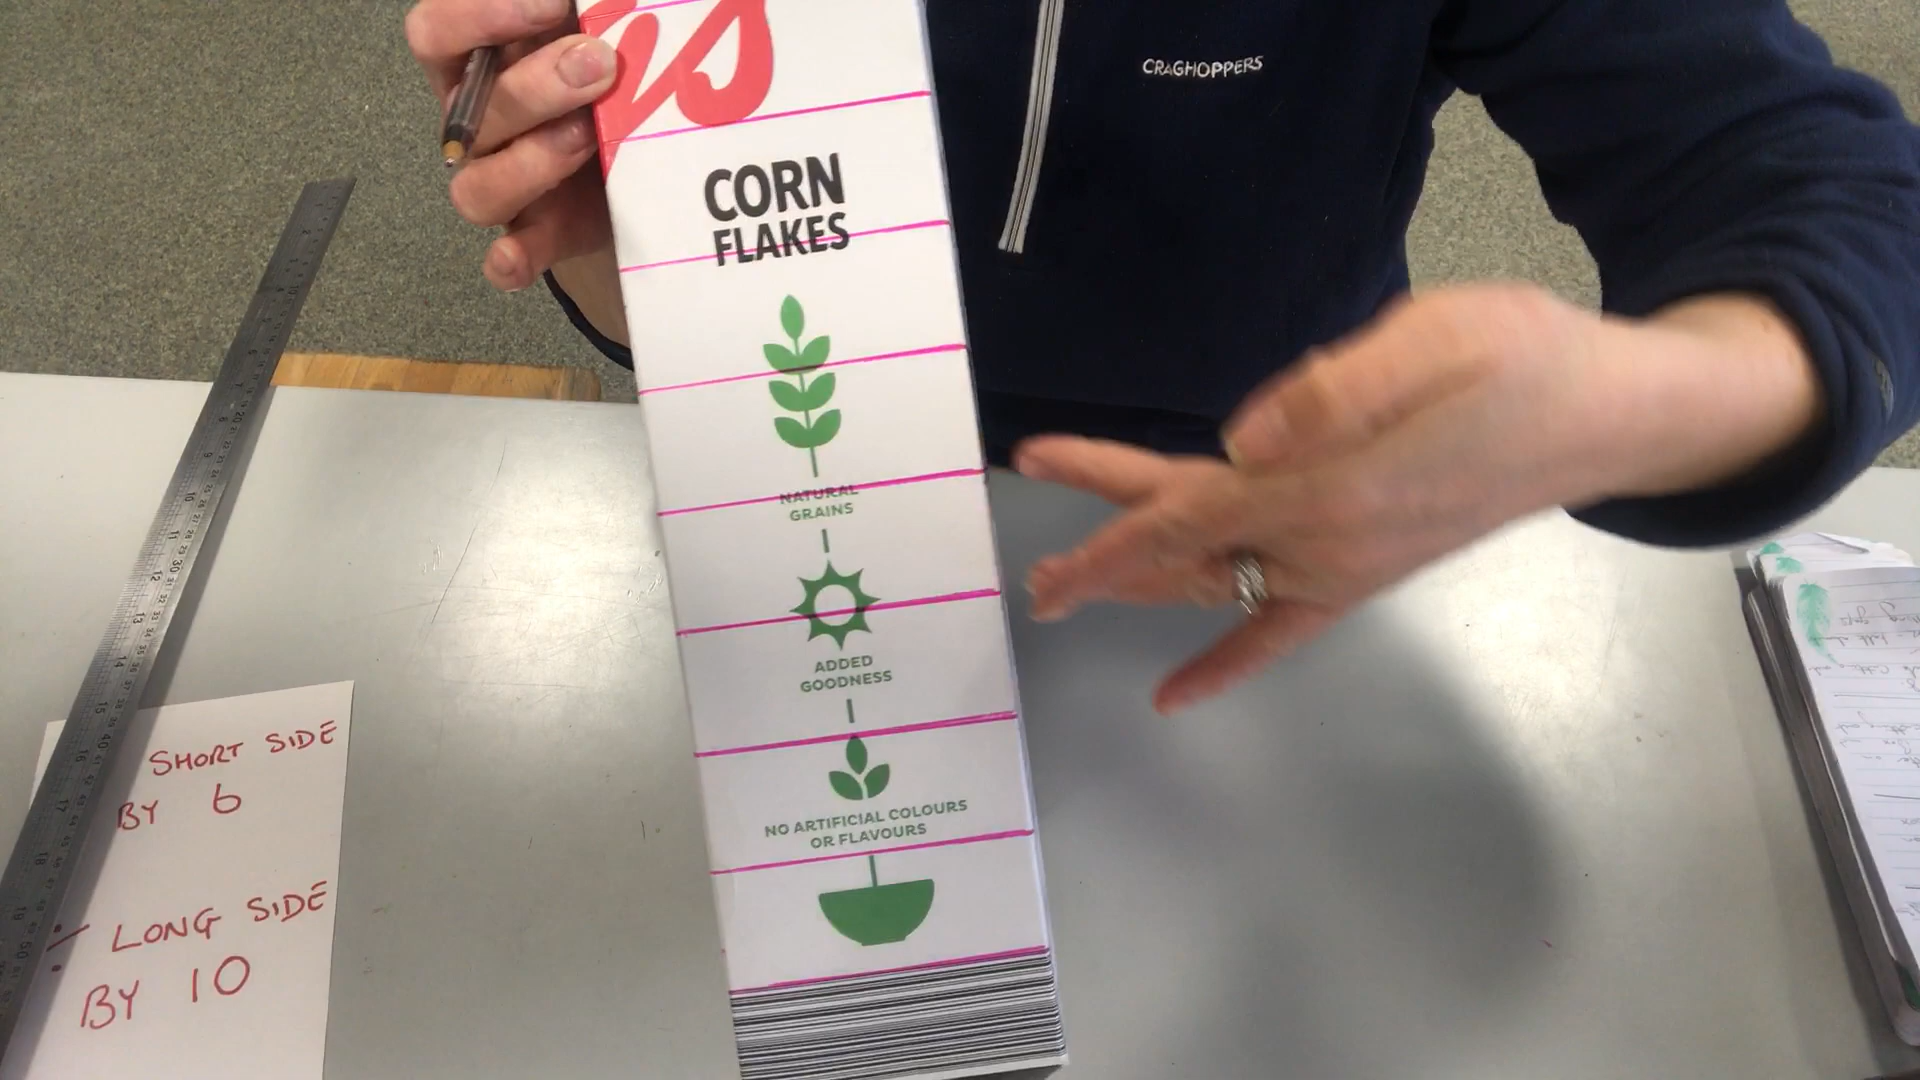 CRAGHOPPERS
CORN
FLAKES
NATURAL
GRAINS
ADDED
GOODNESS
NO ARTIFICIAL COLOURS
OR FLAVOURS
SHORT SIDE
BY 6
÷ LONG SIDE
BY 10